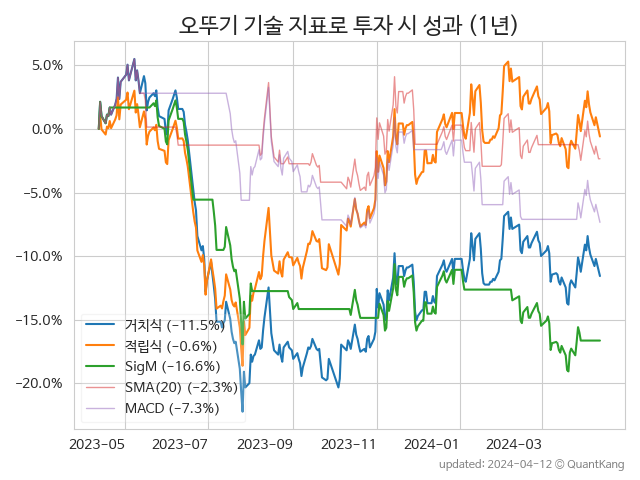 오뚜기 기술 지표로 투자 시 성과 (1년)
5.0%
0.0%
−5.0%
−10.0%
−15.0%
−20.0%
거치식 (−11.5%)
적립식 (−0.6%)
SigM (−16.6%)
SMA(20) (−2.3%)
MACD (−7.3%)
2023-05 2023-07 2023-09 2023-11 2024-01 2024-03
updated: 2024-04-12 © QuantKang